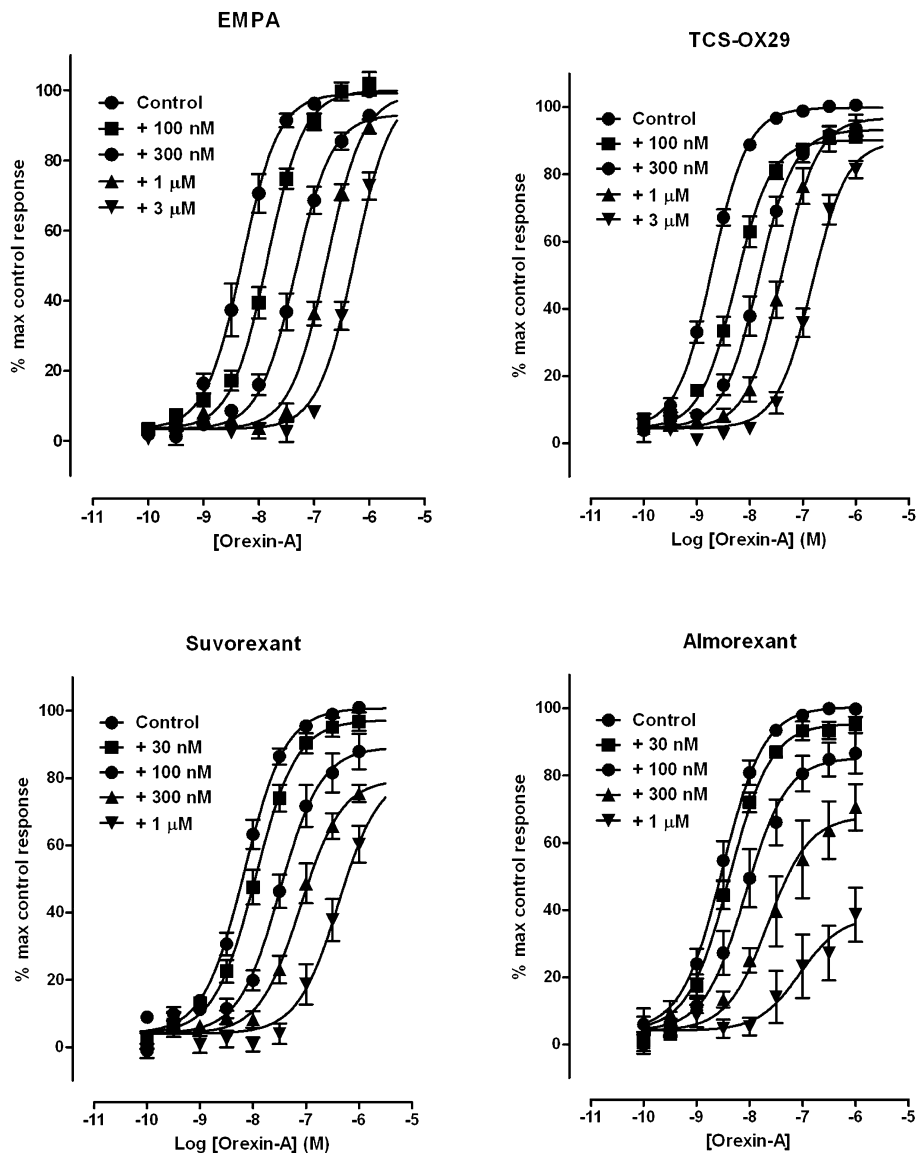 EMPA
% max control response
100
80
60
40
20
0
Control
+ 100 nM
+ 300 nM
+ 1 μM
+ 3 μM
-11 -10 -9 -8 -7 -6 -5
[Orexin-A]
TCS-OX29
% max control response
100
80
60
40
20
0
Control
+ 100 nM
+ 300 nM
+ 1 μM
+ 3 μM
-11 -10 -9 -8 -7 -6 -5
Log [Orexin-A] (M)
Suvorexant
% max control response
100
80
60
40
20
0
Control
+ 30 nM
+ 100 nM
+ 300 nM
+ 1 μM
-11 -10 -9 -8 -7 -6 -5
Log [Orexin-A] (M)
Almorexant
% max control response
100
80
60
40
20
0
Control
+ 30 nM
+ 100 nM
+ 300 nM
+ 1 μM
-11 -10 -9 -8 -7 -6 -5
[Orexin-A]